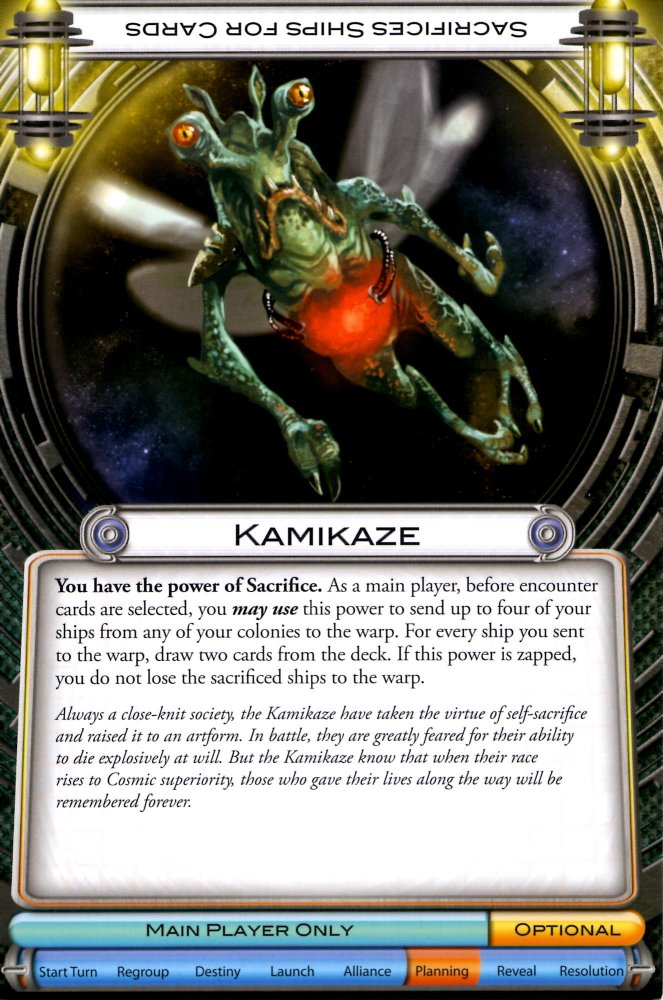 Sacrifices Ships for Cards
Kamikaze
You have the power of Sacrifice. As a main player, before encounter
cards are selected, you may use this power to send up to four of your
ships from any of your colonies to the warp. For every ship you sent
to the warp, draw two cards from the deck. If this power is zapped,
you do not lose the sacrificed ships to the warp.
Always a close-knit society, the Kamikaze have taken the virtue of self-sacrifice
and raised it to an artform. In battle, they are greatly feared for their ability
to die explosively at will. But the Kamikaze know that when their race
rises to Cosmic superiority, those who gave their lives along the way will be
remembered forever.
Main Player Only Optional
Start Turn Regroup Destiny Launch Alliance Planning Reveal Resolution